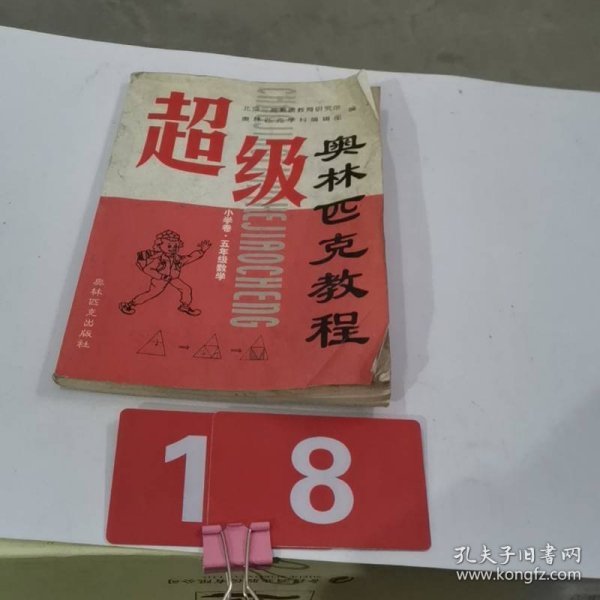 超级
奥林匹克教程
小学卷·五年级数学
奥林匹克出版社
18
孔夫子旧书网
www.kongfz.com